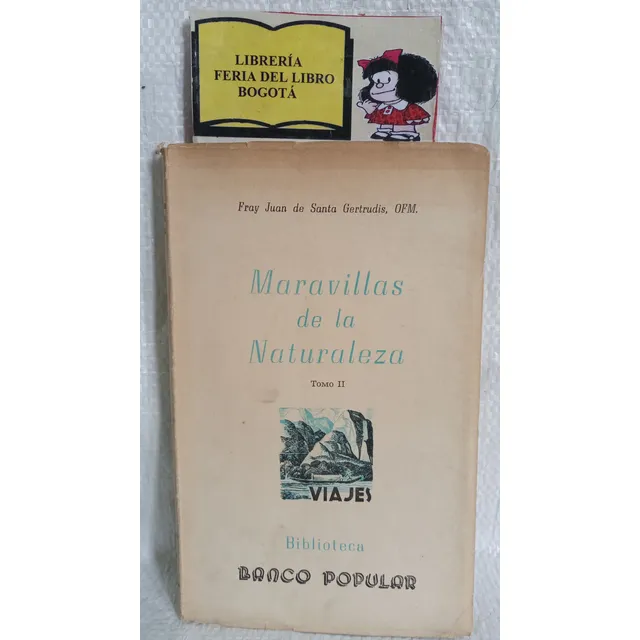 LIBRERÍA
FERIA DEL LIBRO
BOGOTÁ
Fray Juan de Santa Gertrudis, OFM.
Maravillas
de la
Naturaleza
Tomo II
VIAJES
Biblioteca
BANCO POPULAR